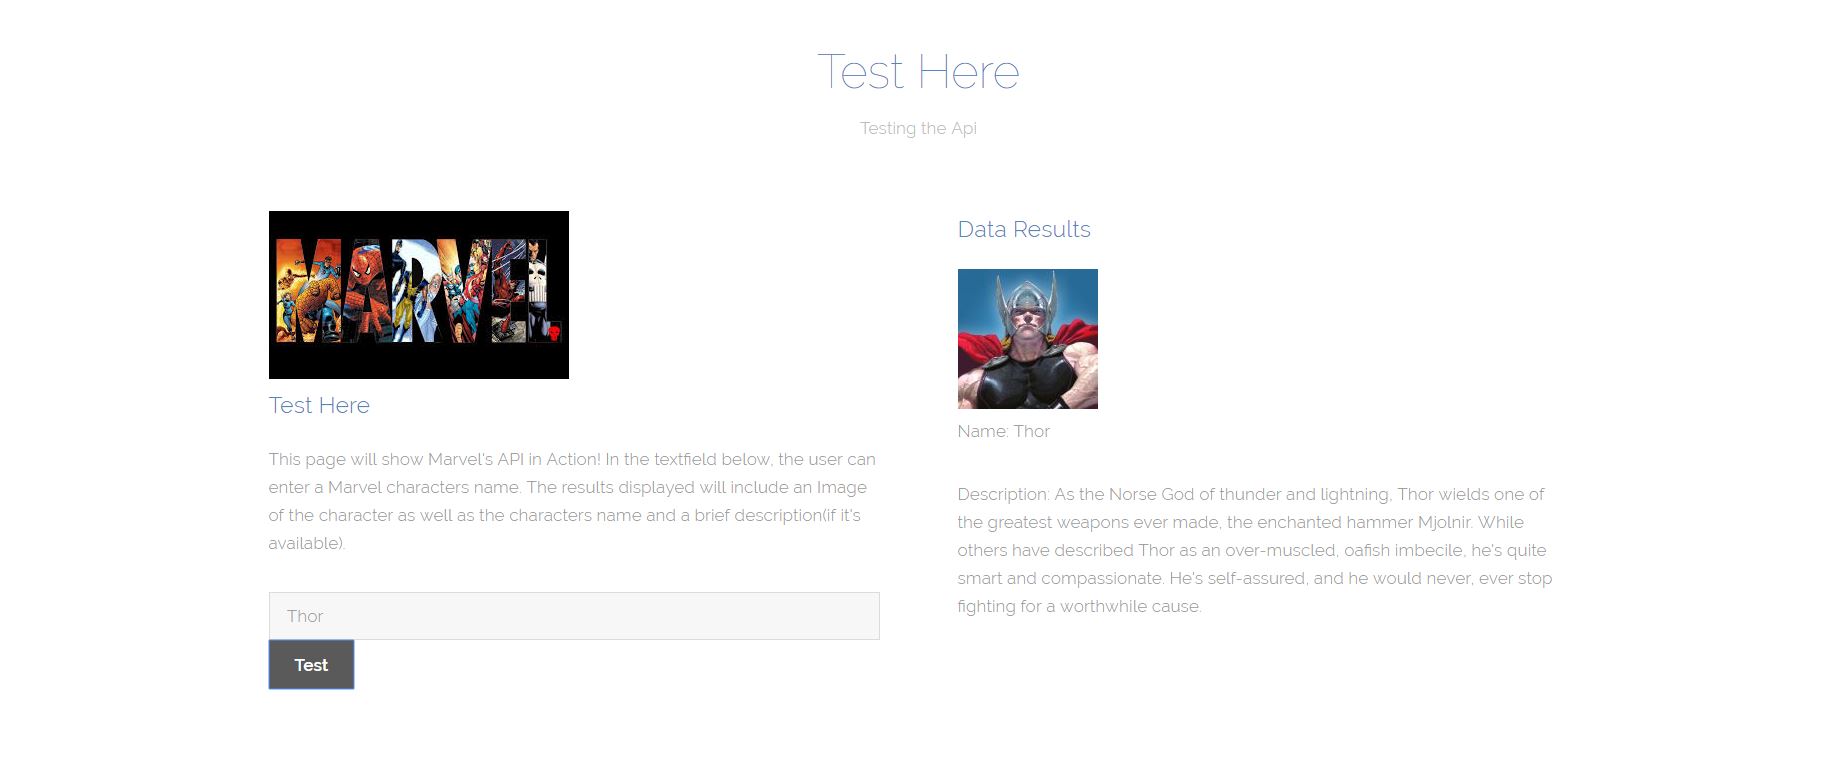 Test Here
Testing the Api
MARVEL
Test Here
This page will show Marvel's API in Action! In the textfield below, the user can
enter a Marvel characters name. The results displayed will include an Image
of the character as well as the characters name and a brief description(if it's
available).
Thor
Test
Data Results
Name: Thor
Description: As the Norse God of thunder and lightning, Thor wields one of
the greatest weapons ever made, the enchanted hammer Mjolnir. While
others have described Thor as an over-muscled, oafish imbecile, he's quite
smart and compassionate. He's self-assured, and he would never, ever stop
fighting for a worthwhile cause.